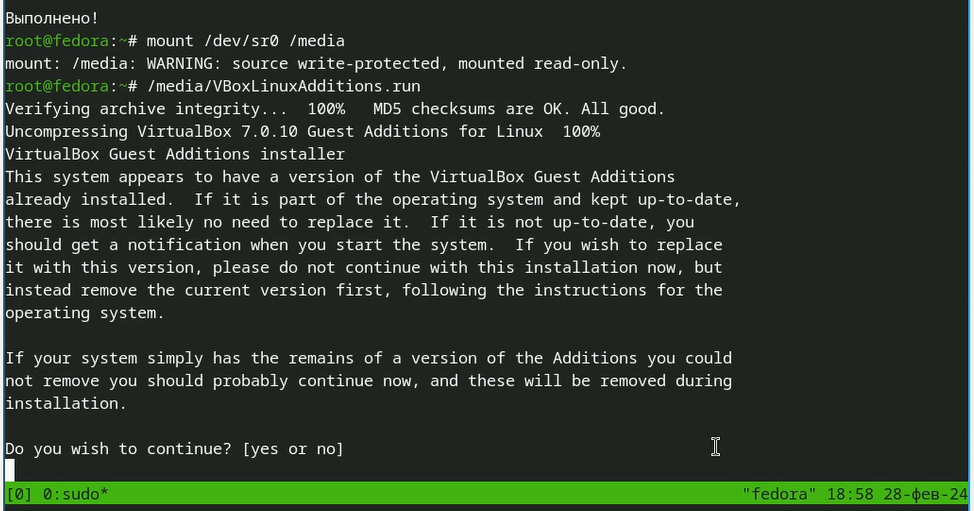 Выполнено!
root@fedora:~# mount /dev/sr0 /media
mount: /media: WARNING: source write-protected, mounted read-only.
root@fedora:~# /media/VBoxLinuxAdditions.run
Verifying archive integrity...  100%   MD5 checksums are OK. All good.
Uncompressing VirtualBox 7.0.10 Guest Additions for Linux  100%
VirtualBox Guest Additions installer
This system appears to have a version of the VirtualBox Guest Additions
already installed.  If it is part of the operating system and kept up-to-date,
there is most likely no need to replace it.  If it is not up-to-date, you
should get a notification when you start the system.  If you wish to replace
it with this version, please do not continue with this installation now, but
instead remove the current version first, following the instructions for the
operating system.

If your system simply has the remains of a version of the Additions you could
not remove you should probably continue now, and these will be removed during
installation.

Do you wish to continue? [yes or no]
[0] 0:sudo* "fedora" 18:58 28-фев-24